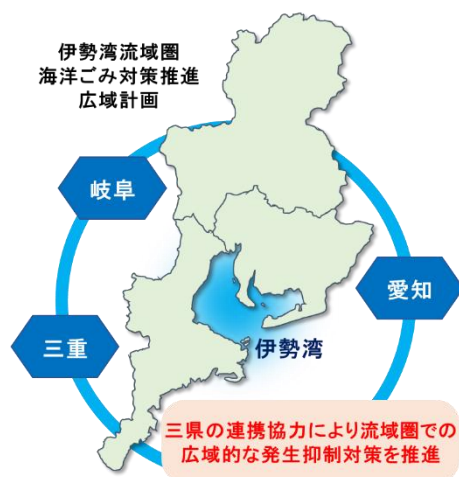 伊勢湾流域圏
海洋ごみ対策推進
広域計画
岐阜
愛知
三重
伊勢湾
三県の連携協力により流域圏での
広域的な発生抑制対策を推進